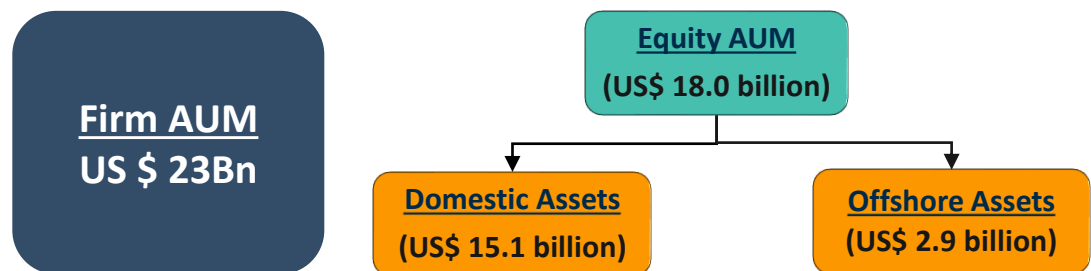 Firm AUM
US $ 23Bn
Equity AUM
(US$ 18.0 billion)
Domestic Assets
(US$ 15.1 billion)
Offshore Assets
(US$ 2.9 billion)